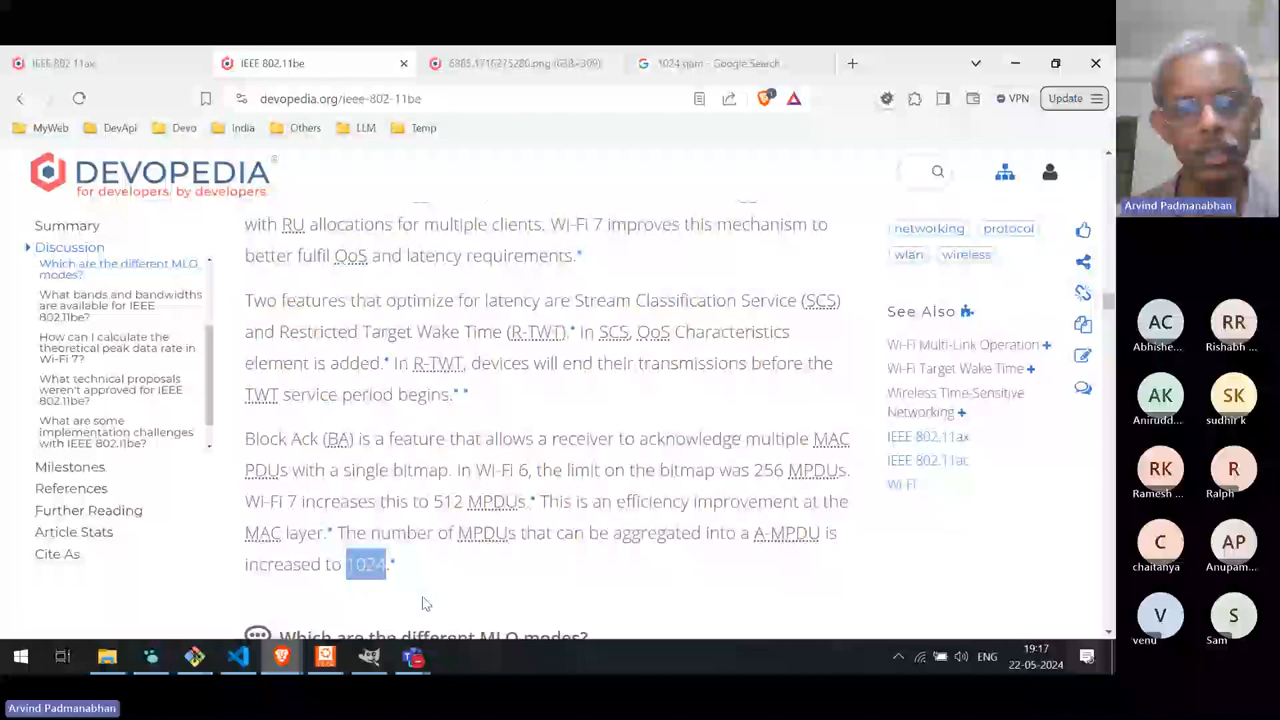 IEEE 802.11ax
IEEE 802.11be
6885.1716275280.png (638×309)
1024 qam - Google Search
devopedia.org/ieee-802-11be
VPN
Update
MyWeb
DevApi
Devo
India
Others
LLM
Temp
DEVOPEDIA
for developers. by developers.
Summary
Discussion
Which are the different MLO
modes?
What bands and bandwidths
are available for IEEE
802.11be?
How can I calculate the
theoretical peak data rate in
Wi-Fi 7?
What technical proposals
weren't approved for IEEE
802.11be?
What are some
implementation challenges
with IEEE 802.11be?
Milestones
References
Further Reading
Article Stats
Cite As
with RU allocations for multiple clients. Wi-Fi 7 improves this mechanism to
better fulfil QoS and latency requirements.
Two features that optimize for latency are Stream Classification Service (SCS)
and Restricted Target Wake Time (R-TWT). In SCS, QoS Characteristics
element is added. In R-TWT, devices will end their transmissions before the
TWT service period begins.
Block Ack (BA) is a feature that allows a receiver to acknowledge multiple MAC
PDUs with a single bitmap. In Wi-Fi 6, the limit on the bitmap was 256 MPDUs.
Wi-Fi 7 increases this to 512 MPDUs. This is an efficiency improvement at the
MAC layer. The number of MPDUs that can be aggregated into a A-MPDU is
increased to 1024.
Which are the different MLO modes?
networking
protocol
wlan
wireless
See Also
Wi-Fi Multi-Link Operation +
Wi-Fi Target Wake Time +
Wireless Time-Sensitive
Networking +
IEEE 802.11ax
IEEE 802.11ac
Wi-Fi
ENG
19:17
22-05-2024
Arvind Padmanabhan
Arvind Padmanabhan
AC
Abhishe...
RR
Rishabh ...
AK
Anirudd...
SK
sudhir k
RK
Ramesh ...
R
Ralph
C
chaitanya
AP
Anupam...
V
venu
S
Sam